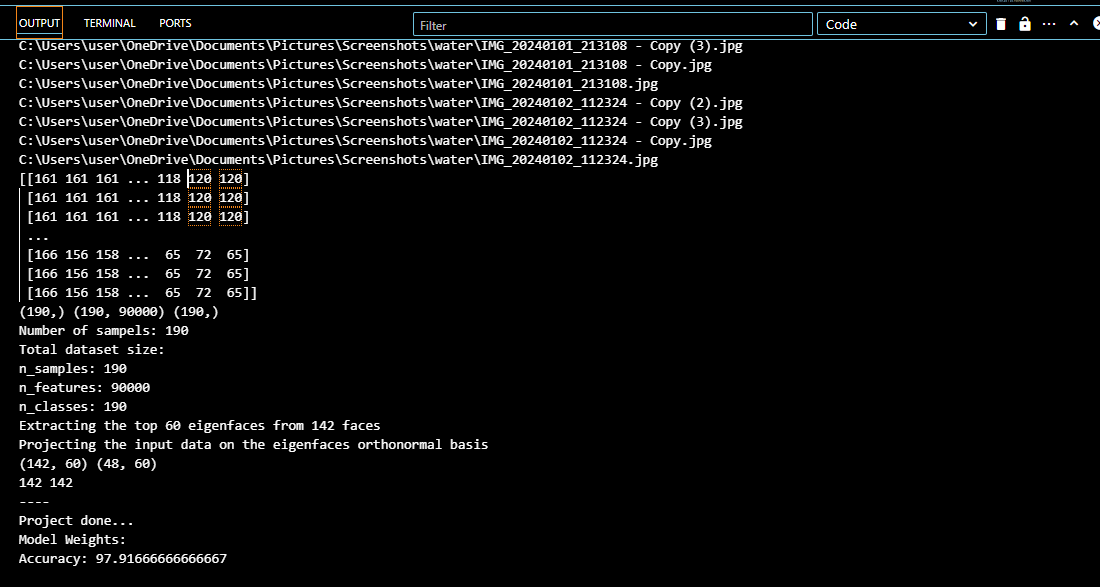 OUTPUT TERMINAL PORTS Filter Code
C:\Users\user\OneDrive\Documents\Pictures\Screenshots\water\IMG_20240101_213108 - Copy (3).jpg
C:\Users\user\OneDrive\Documents\Pictures\Screenshots\water\IMG_20240101_213108 - Copy.jpg
C:\Users\user\OneDrive\Documents\Pictures\Screenshots\water\IMG_20240101_213108.jpg
C:\Users\user\OneDrive\Documents\Pictures\Screenshots\water\IMG_20240102_112324 - Copy (2).jpg
C:\Users\user\OneDrive\Documents\Pictures\Screenshots\water\IMG_20240102_112324 - Copy (3).jpg
C:\Users\user\OneDrive\Documents\Pictures\Screenshots\water\IMG_20240102_112324 - Copy.jpg
C:\Users\user\OneDrive\Documents\Pictures\Screenshots\water\IMG_20240102_112324.jpg
[[161 161 161 ... 118 120 120]
[161 161 161 ... 118 120 120]
[161 161 161 ... 118 120 120]
...
[166 156 158 ... 65 72 65]
[166 156 158 ... 65 72 65]
[166 156 158 ... 65 72 65]]
(190,) (190, 90000) (190,)
Number of sampels: 190
Total dataset size:
n_samples: 190
n_features: 90000
n_classes: 190
Extracting the top 60 eigenfaces from 142 faces
Projecting the input data on the eigenfaces orthonormal basis
(142, 60) (48, 60)
142 142
----
Project done...
Model Weights:
Accuracy: 97.91666666666667